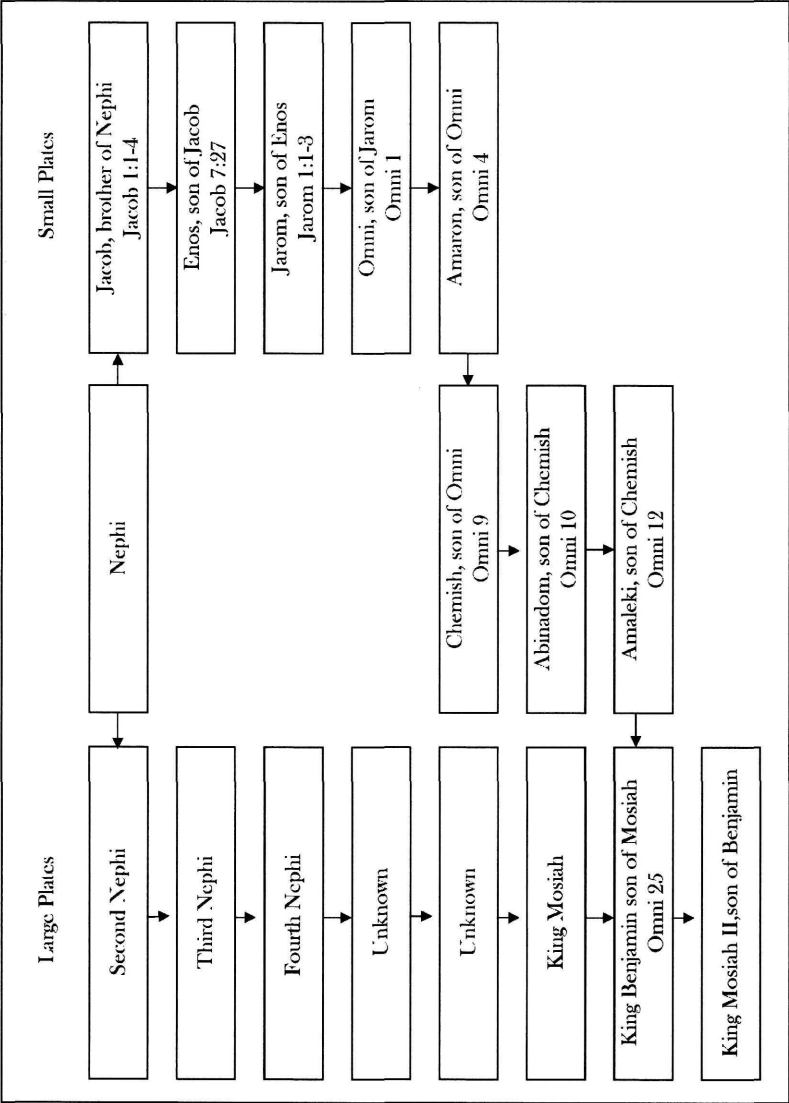 Large Plates
Second Nephi
Third Nephi
Fourth Nephi
Unknown
Unknown
King Mosiah
King Benjamin son of Mosiah
Omni 25
King Mosiah II,son of Benjamin
Nephi
Chemish, son of Omni
Omni 9
Abinadom, son of Chemish
Omni 10
Amaleki, son of Chemish
Omni 12
Small Plates
Jacob, brother of Nephi
Jacob 1:1-4
Enos, son of Jacob
Jacob 7:27
Jarom, son of Enos
Jarom 1:1-3
Omni, son of Jarom
Omni 1
Amaron, son of Omni
Omni 4